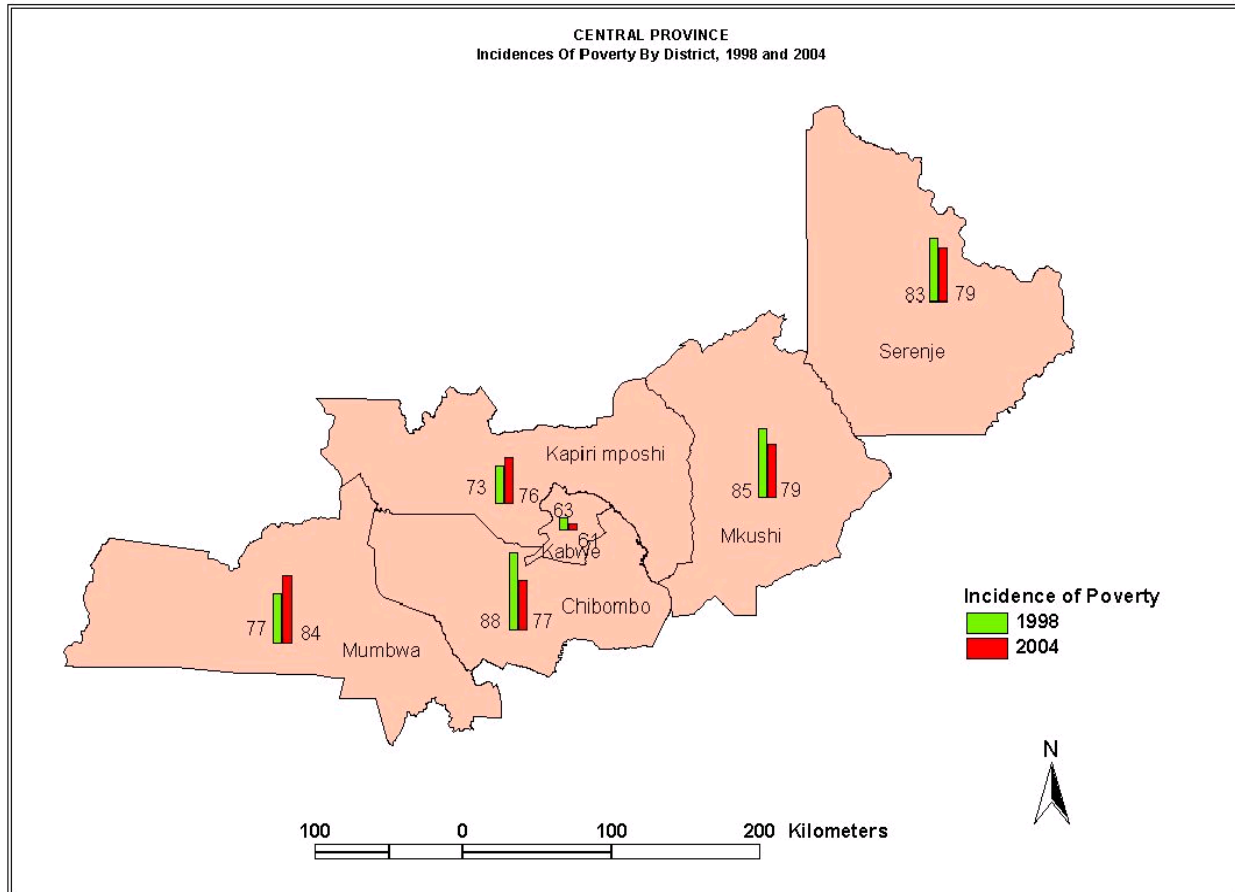 CENTRAL PROVINCE
Incidences Of Poverty By District, 1998 and 2004
83 79
Serenje
Kapiri mposhi
73 76
85 79
63
61
Kabwe
Mkushi
88 77
Chibombo
77 84
Mumbwa
Incidence of Poverty
1998
2004
N
100 0 100 200 Kilometers